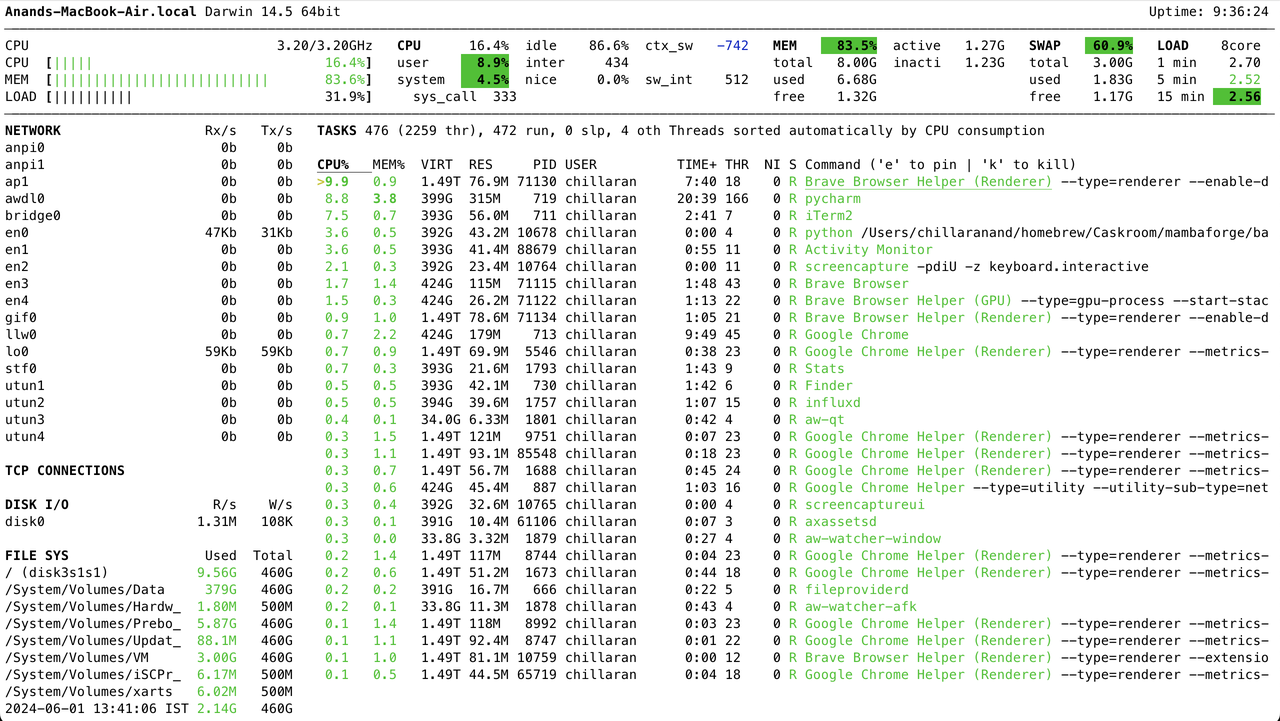 Anands-MacBook-Air.local Darwin 14.5 64bit Uptime: 9:36:24
CPU 3.20/3.20GHz CPU 16.4% idle 86.6% ctx_sw -742 MEM 83.5% active 1.27G SWAP 60.9% LOAD 8core
CPU [||||| 16.4%] user 8.9% inter 434 total 8.00G inacti 1.23G total 3.00G 1 min 2.70
MEM [|||||||||||||||||||||||||||| 83.6%] system 4.5% nice 0.0% sw_int 512 used 6.68G used 1.83G 5 min 2.52
LOAD [|||||||||| 31.9%] sys_call 333 free 1.32G free 1.17G 15 min 2.56
NETWORK Rx/s Tx/s TASKS 476 (2259 thr), 472 run, 0 slp, 4 oth Threads sorted automatically by CPU consumption
anpi0 0b 0b
anpi1 0b 0b CPU% MEM% VIRT RES PID USER TIME+ THR NI S Command ('e' to pin | 'k' to kill)
ap1 0b 0b >9.9 0.9 1.49T 76.9M 71130 chillaran 7:40 18 0 R Brave Browser Helper (Renderer) --type=renderer --enable-d
awdl0 0b 0b 8.8 3.8 399G 315M 719 chillaran 20:39 166 0 R pycharm
bridge0 0b 0b 7.5 0.7 393G 56.0M 711 chillaran 2:41 7 0 R iTerm2
en0 47Kb 31Kb 3.6 0.5 392G 43.2M 10678 chillaran 0:00 4 0 R python /Users/chillaranand/homebrew/Caskroom/mambaforge/ba
en1 0b 0b 3.6 0.5 393G 41.4M 88679 chillaran 0:55 11 0 R Activity Monitor
en2 0b 0b 2.1 0.3 392G 23.4M 10764 chillaran 0:00 11 0 R screencapture -pdiU -z keyboard.interactive
en3 0b 0b 1.7 1.4 424G 115M 71115 chillaran 1:48 43 0 R Brave Browser
en4 0b 0b 1.5 0.3 424G 26.2M 71122 chillaran 1:13 22 0 R Brave Browser Helper (GPU) --type=gpu-process --start-stac
gif0 0b 0b 0.9 1.0 1.49T 78.6M 71134 chillaran 1:05 21 0 R Brave Browser Helper (Renderer) --type=renderer --enable-d
llw0 0b 0b 0.7 2.2 424G 179M 713 chillaran 9:49 45 0 R Google Chrome
lo0 59Kb 59Kb 0.7 0.9 1.49T 69.9M 5546 chillaran 0:38 23 0 R Google Chrome Helper (Renderer) --type=renderer --metrics-
stf0 0b 0b 0.7 0.3 393G 21.6M 1793 chillaran 1:43 9 0 R Stats
utun1 0b 0b 0.5 0.5 393G 42.1M 730 chillaran 1:42 6 0 R Finder
utun2 0b 0b 0.5 0.5 394G 39.6M 1757 chillaran 1:07 15 0 R influxd
utun3 0b 0b 0.4 0.1 34.0G 6.33M 1801 chillaran 0:42 4 0 R aw-qt
utun4 0b 0b 0.3 1.5 1.49T 121M 9751 chillaran 0:07 23 0 R Google Chrome Helper (Renderer) --type=renderer --metrics-
0.3 1.1 1.49T 93.1M 85548 chillaran 0:18 23 0 R Google Chrome Helper (Renderer) --type=renderer --metrics-
TCP CONNECTIONS 0.3 0.7 1.49T 56.7M 1688 chillaran 0:45 24 0 R Google Chrome Helper (Renderer) --type=renderer --metrics-
0.3 0.6 424G 45.4M 887 chillaran 1:03 16 0 R Google Chrome Helper --type=utility --utility-sub-type=net
DISK I/O R/s W/s 0.3 0.4 392G 32.6M 10765 chillaran 0:00 4 0 R screencaptureui
disk0 1.31M 108K 0.3 0.1 391G 10.4M 61106 chillaran 0:07 3 0 R axassetsd
0.3 0.0 33.8G 3.32M 1879 chillaran 0:27 4 0 R aw-watcher-window
FILE SYS Used Total 0.2 1.4 1.49T 117M 8744 chillaran 0:04 23 0 R Google Chrome Helper (Renderer) --type=renderer --metrics-
/ (disk3s1s1) 9.56G 460G 0.2 0.6 1.49T 51.2M 1673 chillaran 0:44 18 0 R Google Chrome Helper (Renderer) --type=renderer --metrics-
/System/Volumes/Data 379G 460G 0.2 0.2 391G 16.7M 666 chillaran 0:22 5 0 R fileproviderd
/System/Volumes/Hardw_ 1.80M 500M 0.2 0.1 33.8G 11.3M 1878 chillaran 0:43 4 0 R aw-watcher-afk
/System/Volumes/Prebo_ 5.87G 460G 0.1 1.4 1.49T 118M 8992 chillaran 0:03 23 0 R Google Chrome Helper (Renderer) --type=renderer --metrics-
/System/Volumes/Updat_ 88.1M 460G 0.1 1.1 1.49T 92.4M 8747 chillaran 0:01 22 0 R Google Chrome Helper (Renderer) --type=renderer --metrics-
/System/Volumes/VM 3.00G 460G 0.1 1.0 1.49T 81.1M 10759 chillaran 0:00 12 0 R Brave Browser Helper (Renderer) --type=renderer --extensio
/System/Volumes/iSCPr_ 6.17M 500M 0.1 0.5 1.49T 44.5M 65719 chillaran 0:04 18 0 R Google Chrome Helper (Renderer) --type=renderer --metrics-
/System/Volumes/xarts 6.02M 500M
2024-06-01 13:41:06 IST 2.14G 460G